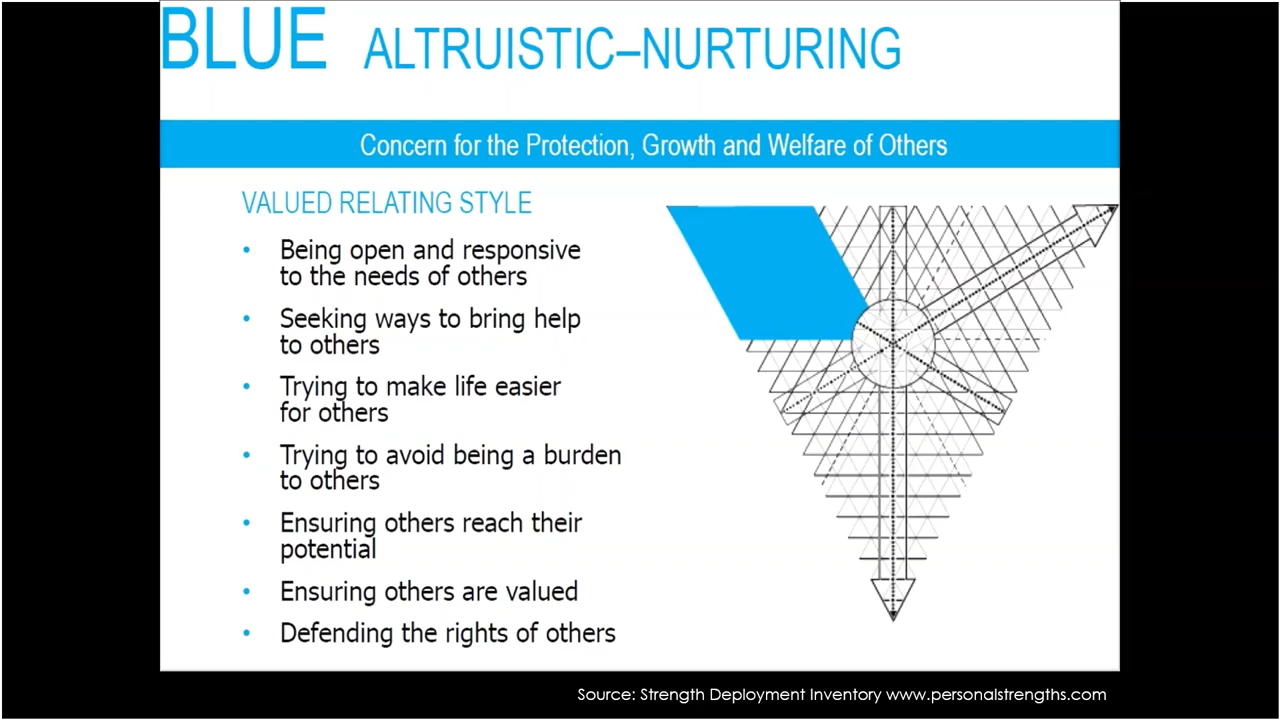 BLUE ALTRUISTIC–NURTURING
Concern for the Protection, Growth and Welfare of Others
VALUED RELATING STYLE
• Being open and responsive
to the needs of others
• Seeking ways to bring help
to others
• Trying to make life easier
for others
• Trying to avoid being a burden
to others
• Ensuring others reach their
potential
• Ensuring others are valued
• Defending the rights of others
Source: Strength Deployment Inventory www.personalstrengths.com